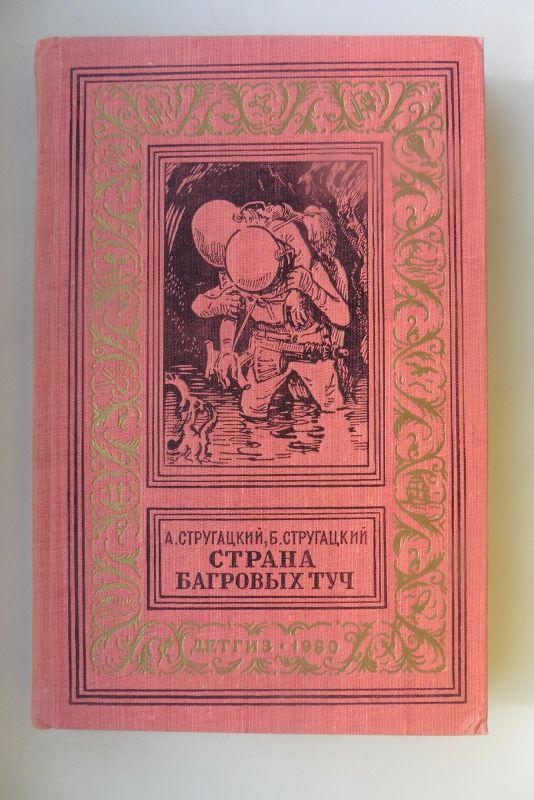 А.СТРУГАЦКИЙ, Б.СТРУГАЦКИЙ
СТРАНА
БАГРОВЫХ ТУЧ
ДЕТГИЗ · 1960